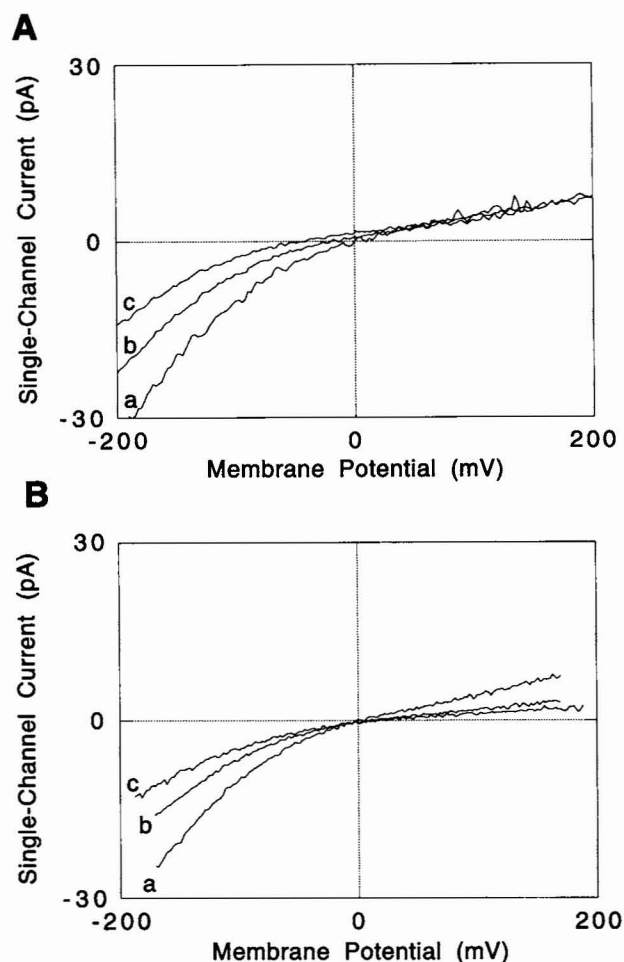 A
Single-Channel Current (pA)
30
0
-30
c
b
a
-200
0
200
Membrane Potential (mV)
B
Single-Channel Current (pA)
30
0
-30
c
b
a
-200
0
200
Membrane Potential (mV)